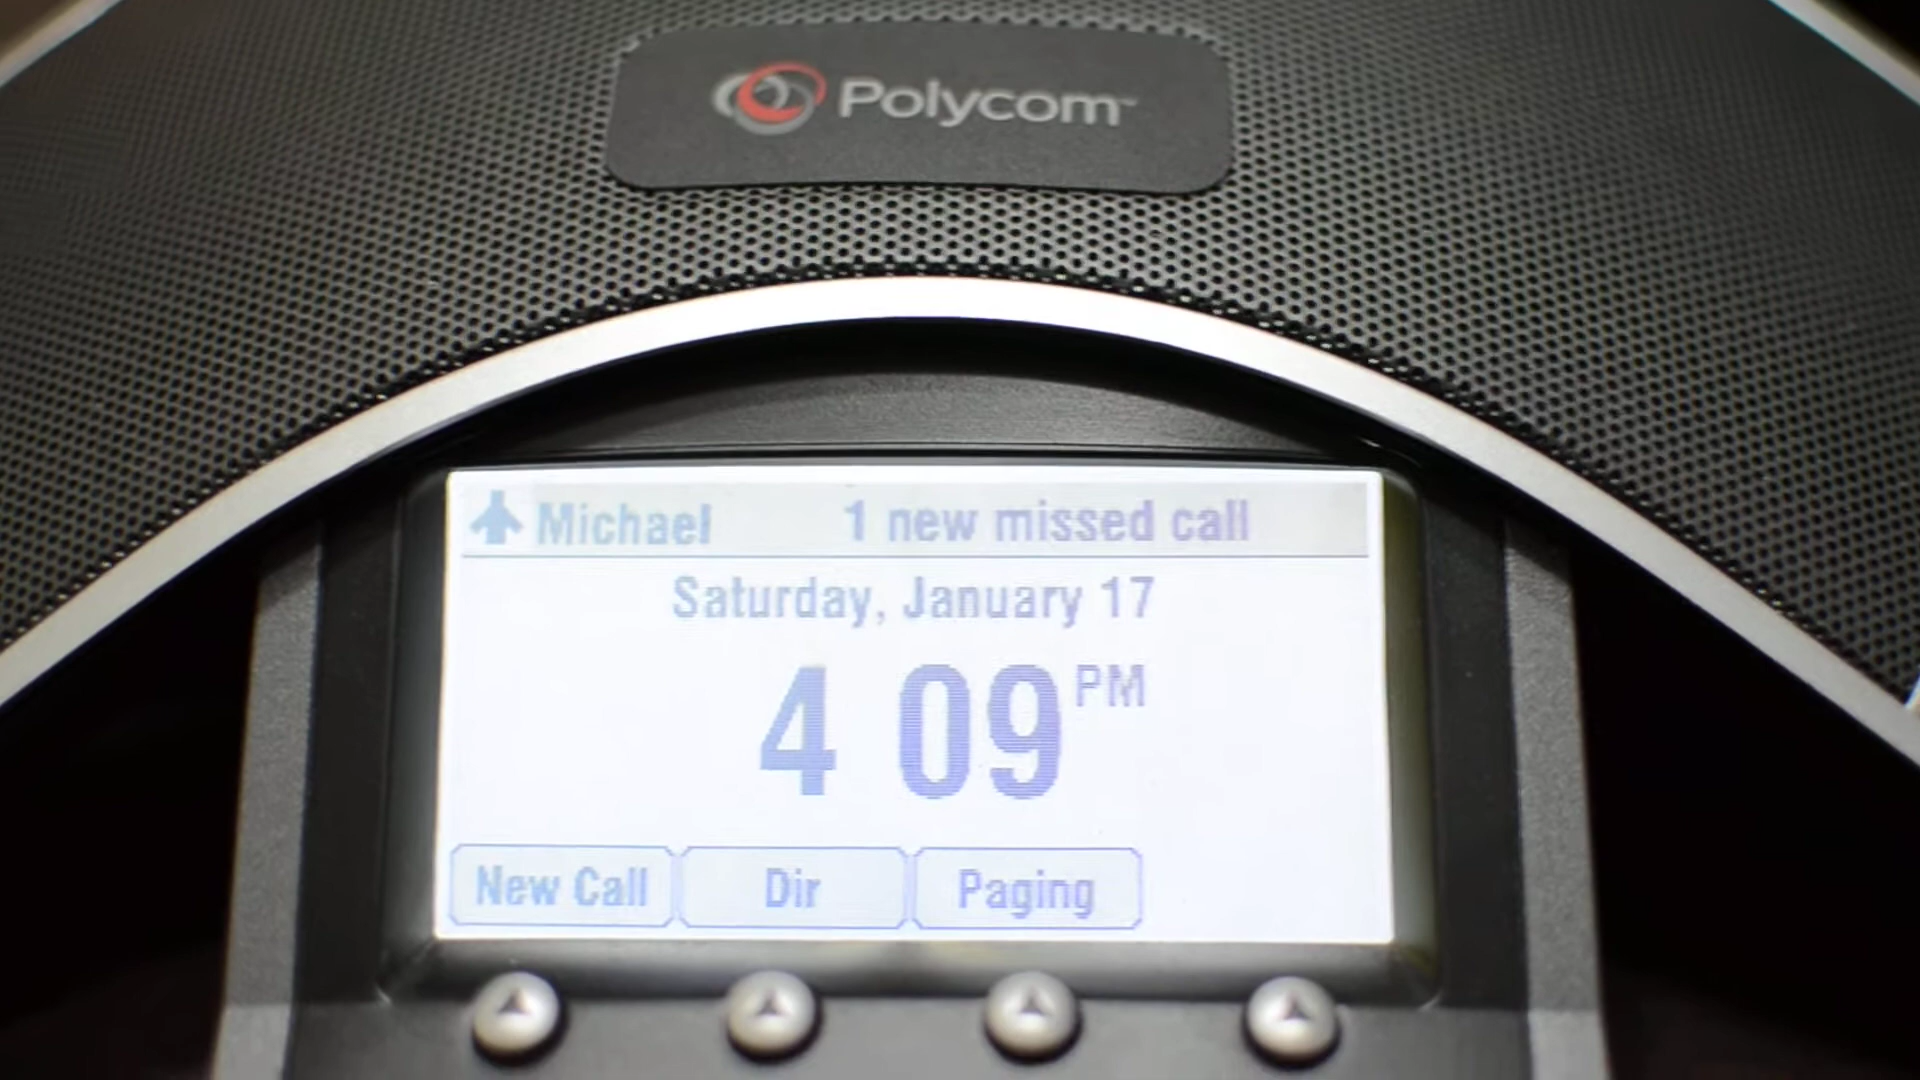 Polycom
Michael 1 new missed call
Saturday, January 17
4 09 PM
New Call Dir Paging